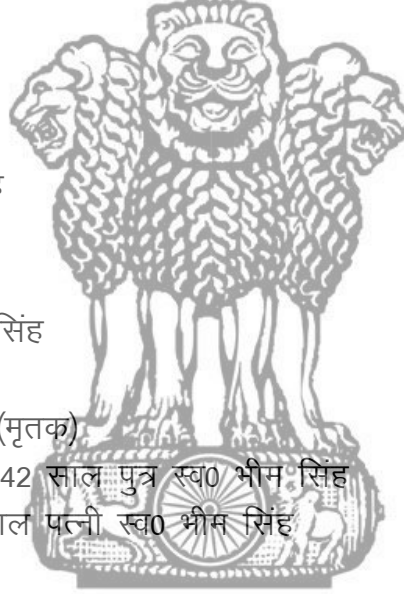 सिंह
(मृतक)
42 साल पुत्र स्व0 भीम सिंह
पत्नी स्व0 भीम सिंह